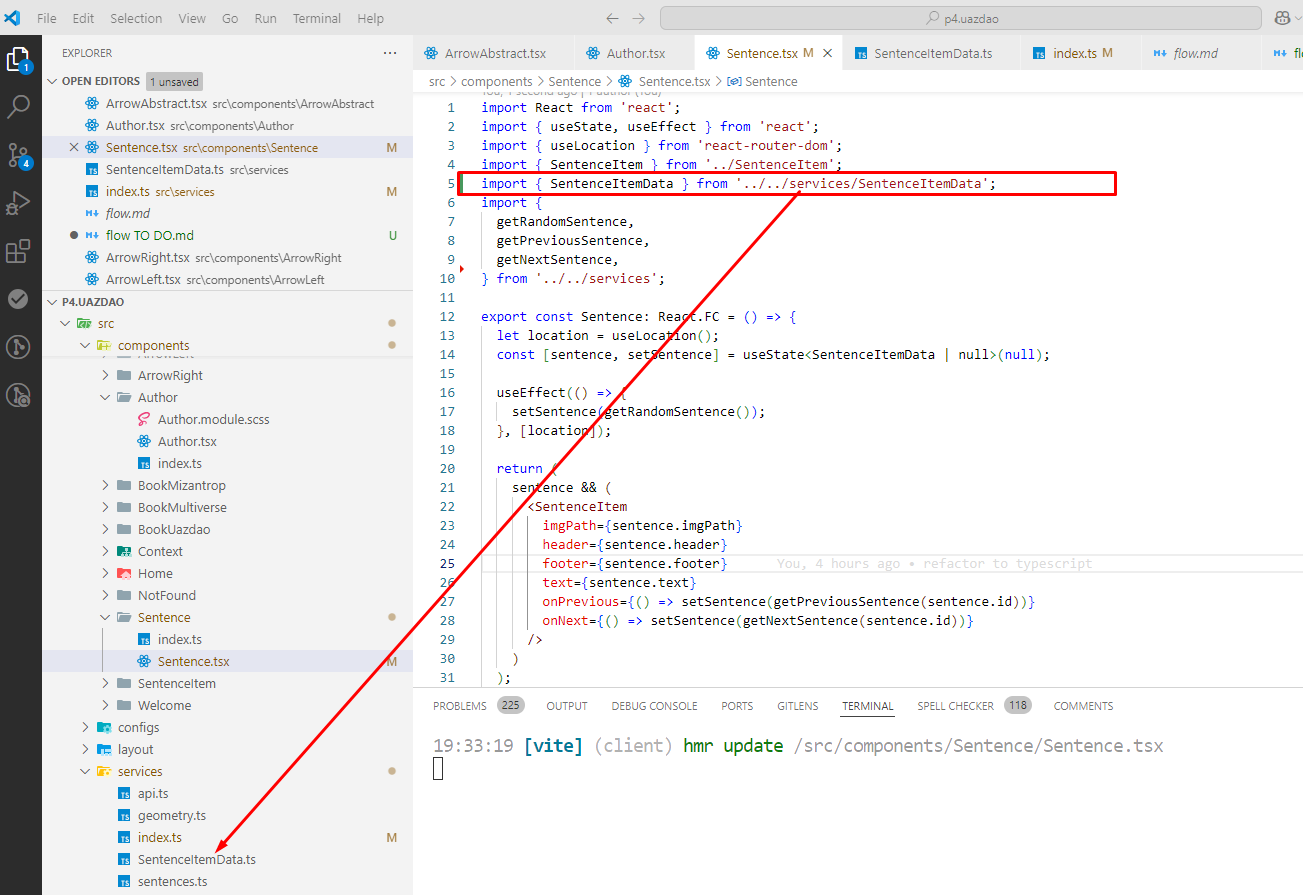 File Edit Selection View Go Run Terminal Help
p4.uazdao
EXPLORER
ArrowAbstract.tsx
Author.tsx
Sentence.tsx M
SentenceItemData.ts
index.ts M
flow.md
OPEN EDITORS 1 unsaved
ArrowAbstract.tsx src\components\ArrowAbstract
Author.tsx src\components\Author
Sentence.tsx src\components\Sentence M
SentenceItemData.ts src\services
index.ts src\services M
flow.md
flow TO DO.md U
ArrowRight.tsx src\components\ArrowRight
ArrowLeft.tsx src\components\ArrowLeft
P4.UAZDAO
src
components
ArrowLeft
ArrowRight
Author
Author.module.scss
Author.tsx
index.ts
BookMizantrop
BookMultiverse
BookUazdao
Context
Home
NotFound
Sentence
index.ts
Sentence.tsx M
SentenceItem
Welcome
configs
layout
services
api.ts
geometry.ts
index.ts M
SentenceItemData.ts
sentences.ts
1
4
src > components > Sentence > Sentence.tsx > Sentence
You, 1 second ago | 1 author (You)
1 import React from 'react';
2 import { useState, useEffect } from 'react';
3 import { useLocation } from 'react-router-dom';
4 import { SentenceItem } from '../SentenceItem';
5 import { SentenceItemData } from '../../services/SentenceItemData';
6 import {
7 getRandomSentence,
8 getPreviousSentence,
9 getNextSentence,
10 } from '../../services';
11
12 export const Sentence: React.FC = () => {
13 let location = useLocation();
14 const [sentence, setSentence] = useState<SentenceItemData | null>(null);
15
16 useEffect(() => {
17 setSentence(getRandomSentence());
18 }, [location]);
19
20 return (
21 sentence && (
22 <SentenceItem
23 imgPath={sentence.imgPath}
24 header={sentence.header}
25 footer={sentence.footer} You, 4 hours ago • refactor to typescript
26 text={sentence.text}
27 onPrevious={() => setSentence(getPreviousSentence(sentence.id))}
28 onNext={() => setSentence(getNextSentence(sentence.id))}
29 />
30 )
31 );
PROBLEMS 225 OUTPUT DEBUG CONSOLE PORTS GITLENS TERMINAL SPELL CHECKER 118 COMMENTS
19:33:19 [vite] (client) hmr update /src/components/Sentence/Sentence.tsx